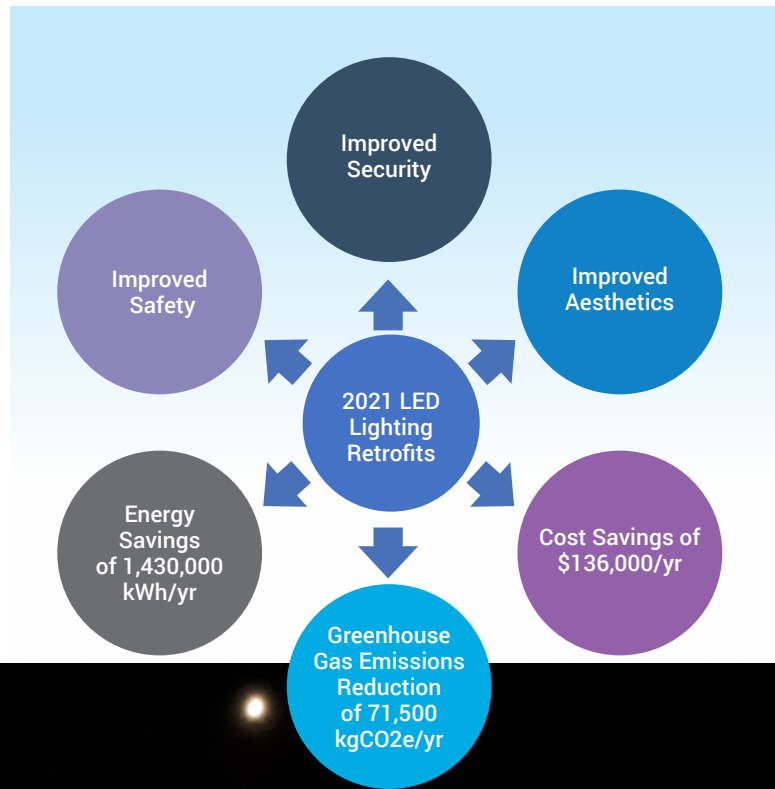 Improved
Security
Improved
Safety
Improved
Aesthetics
2021 LED
Lighting
Retrofits
Energy
Savings
of 1,430,000
kWh/yr
Cost Savings of
$136,000/yr
Greenhouse
Gas Emissions
Reduction
of 71,500
kgCO2e/yr